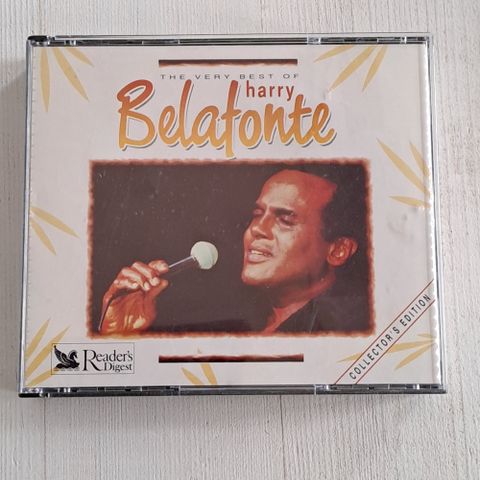 THE VERY BEST OF
harry
Belafonte
Reader's
Digest
COLLECTOR'S EDITION